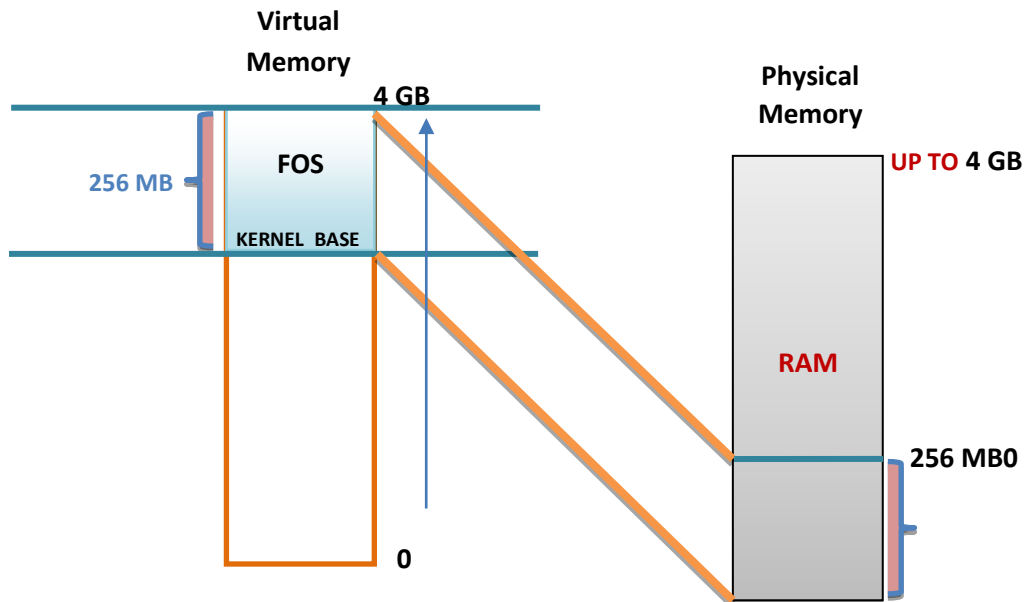 Virtual
Memory
4 GB
FOS
256 MB
KERNEL BASE
0
Physical
Memory
UP TO 4 GB
RAM
256 MB0